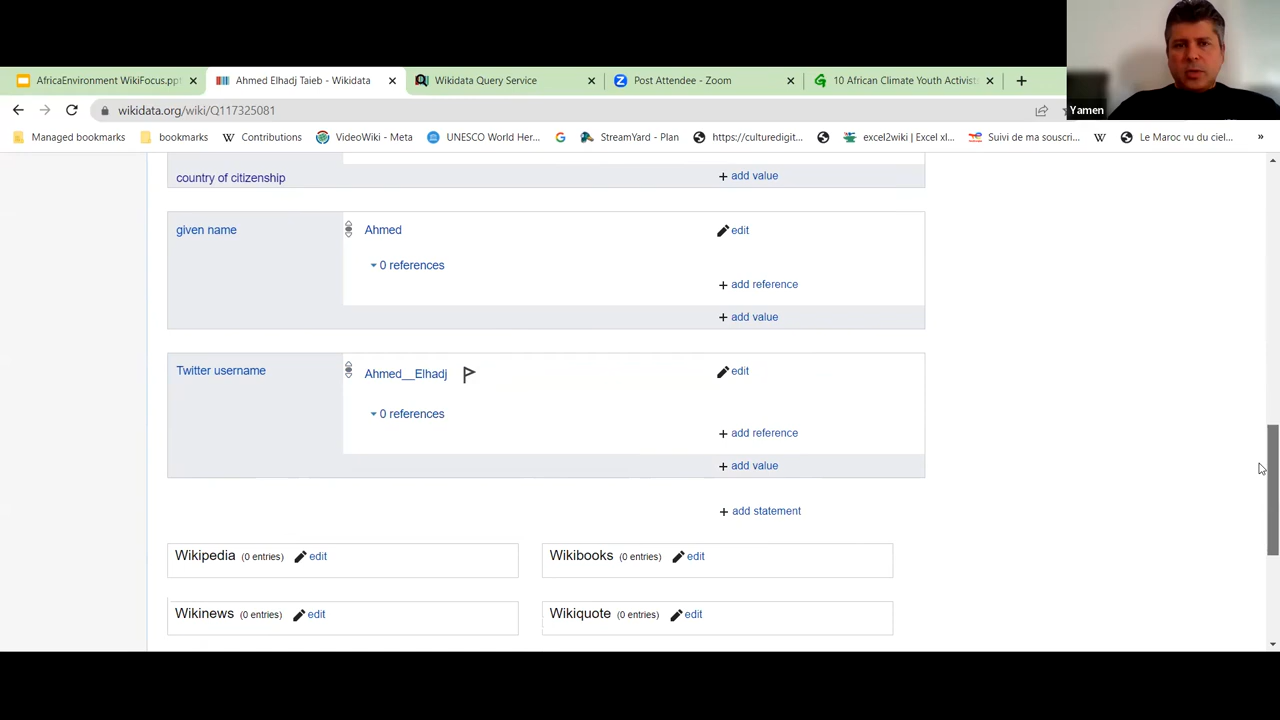 AfricaEnvironment WikiFocus.ppt
Ahmed Elhadj Taieb - Wikidata
Wikidata Query Service
Post Attendee - Zoom
10 African Climate Youth Activist
Yamen
wikidata.org/wiki/Q117325081
Managed bookmarks
bookmarks
Contributions
VideoWiki - Meta
UNESCO World Her...
StreamYard - Plan
https://culturedigit...
excel2wiki | Excel xl...
Suivi de ma souscri...
Le Maroc vu du ciel...
»
country of citizenship
+ add value
given name
Ahmed
edit
0 references
+ add reference
+ add value
Twitter username
Ahmed__Elhadj
edit
0 references
+ add reference
+ add value
+ add statement
Wikipedia (0 entries) edit
Wikibooks (0 entries) edit
Wikinews (0 entries) edit
Wikiquote (0 entries) edit